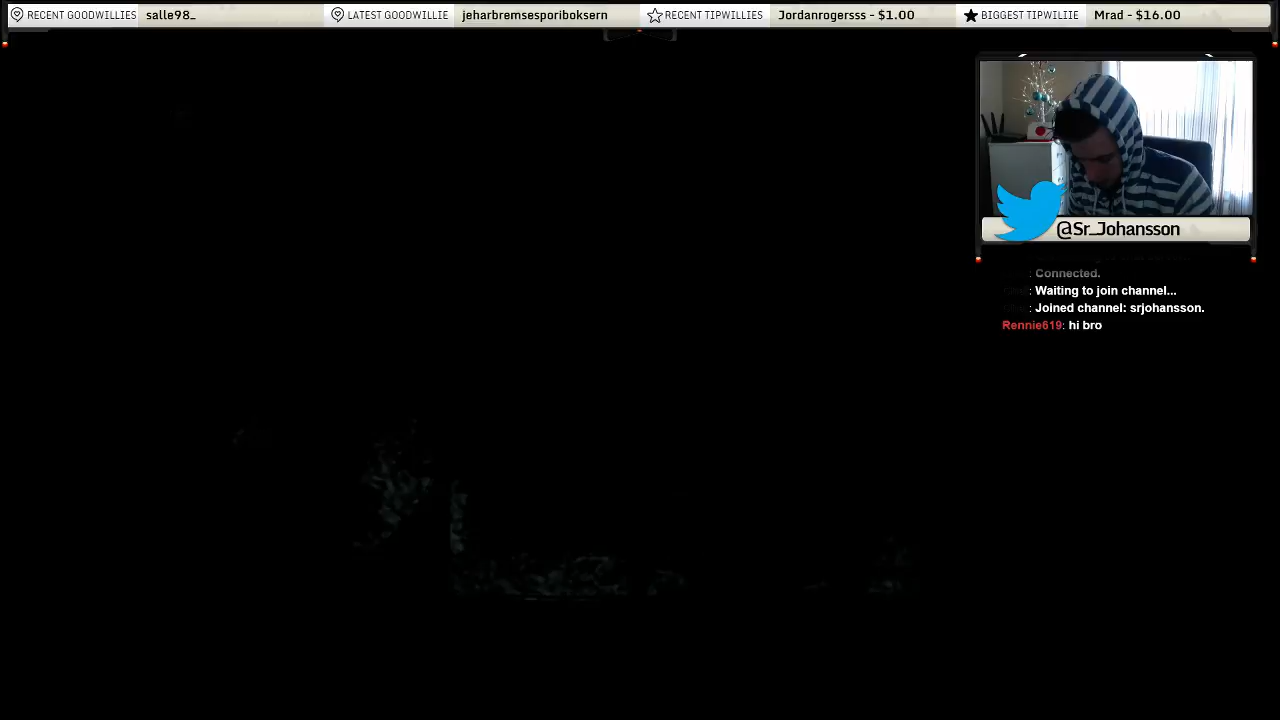 RECENT GOODWILLIES salle98_
LATEST GOODWILLIE jeharbremsesporiboksern
RECENT TIPWILLIES Jordanrogersss - $1.00
BIGGEST TIPWILIIE Mrad - $16.00
@Sr_Johansson
: Connected.
: Waiting to join channel...
: Joined channel: srjohansson.
Rennie619: hi bro